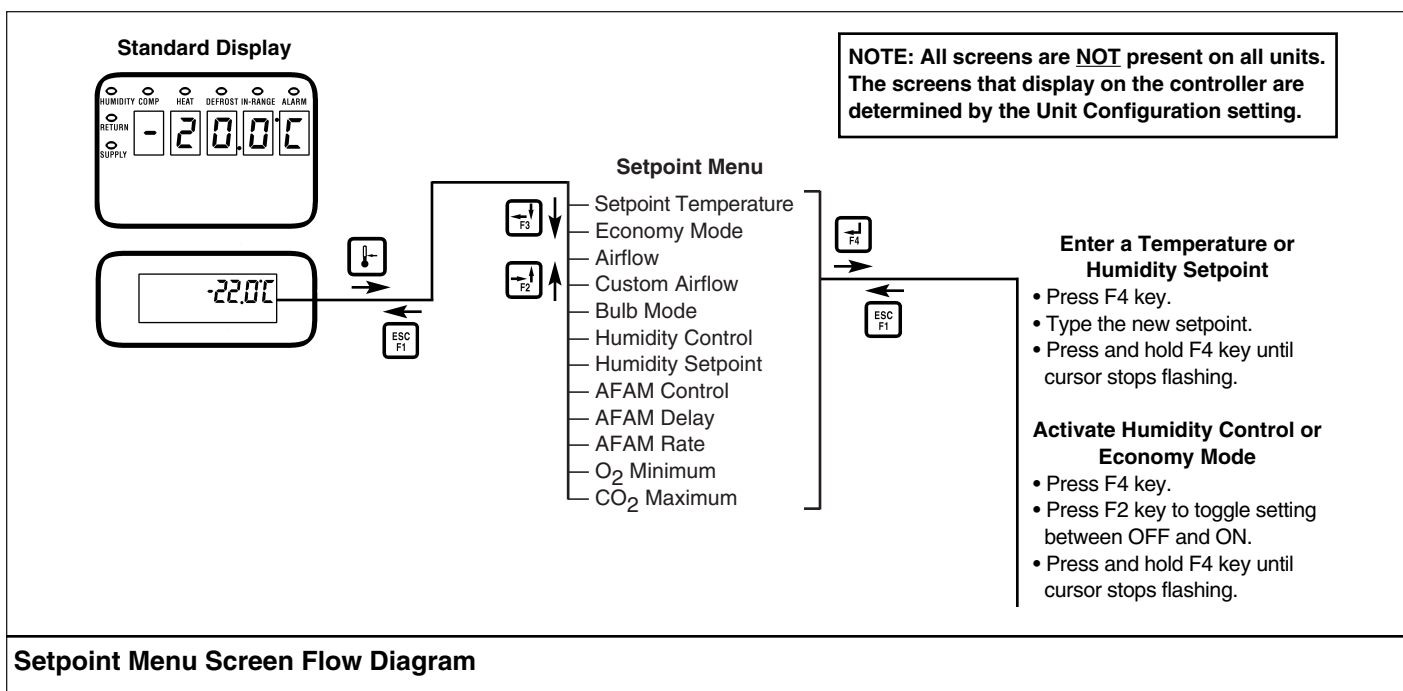 Standard Display
HUMIDITY COMP HEAT DEFROST IN-RANGE ALARM
RETURN
SUPPLY
-20.0°C
-22.0°C
ESC
F1
NOTE: All screens are NOT present on all units.
The screens that display on the controller are
determined by the Unit Configuration setting.
Setpoint Menu
F3
F2
Setpoint Temperature
Economy Mode
Airflow
Custom Airflow
Bulb Mode
Humidity Control
Humidity Setpoint
AFAM Control
AFAM Delay
AFAM Rate
O2 Minimum
CO2 Maximum
F4
ESC
F1
Enter a Temperature or
Humidity Setpoint
• Press F4 key.
• Type the new setpoint.
• Press and hold F4 key until
cursor stops flashing.
Activate Humidity Control or
Economy Mode
• Press F4 key.
• Press F2 key to toggle setting
between OFF and ON.
• Press and hold F4 key until
cursor stops flashing.
Setpoint Menu Screen Flow Diagram